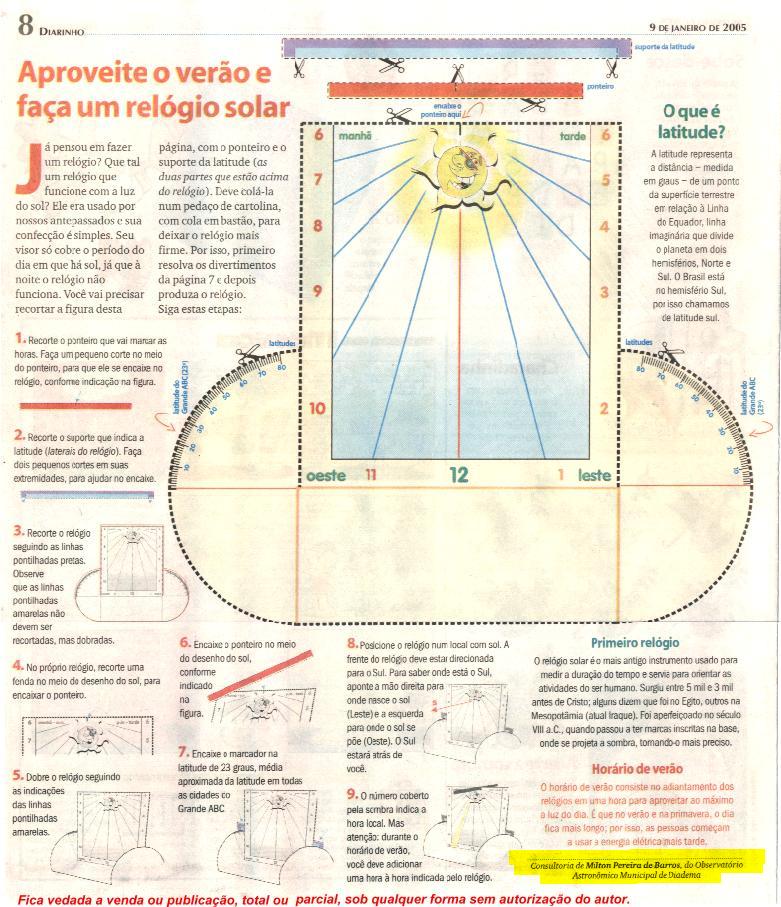 8 DIARINHO
9 DE JANEIRO DE 2005
Aproveite o verão e
faça um relógio solar
Já pensou em fazer
um relógio? Que tal
um relógio que
funcione com a luz
do sol? Ele era usado por
nossos antepassados e sua
confecção é simples. Seu
visor só cobre o período do
dia em que há sol, já que à
noite o relógio não
funciona. Você vai precisar
recortar a figura desta
página, com o ponteiro e o
suporte da latitude (as
duas partes que estão acima
do relógio). Deve colá-la
num pedaço de cartolina,
com cola em bastão, para
deixar o relógio mais
firme. Por isso, primeiro
resolva os divertimentos
da página 7 e depois
produza o relógio.
Siga estas etapas:
suporte da latitude
ponteiro
encaixe o
ponteiro aqui
6 manhã tarde 6
7 5
8 4
9 3
10 2
oeste 11 12 1 leste
O que é
latitude?
A latitude representa
a distância – medida
em graus – de um ponto
da superfície terrestre
em relação à Linha
do Equador, linha
imaginária que divide
o planeta em dois
hemisférios, Norte e
Sul. O Brasil está
no hemisfério Sul,
por isso chamamos
de latitude sul.
latitudes
latitude do
Grande ABC (23º)
10 20 30 40 50 60 70 80
latitudes
80 70 60 50 40 30 20 10
latitude do
Grande ABC
(23º)
1. Recorte o ponteiro que vai marcar as
horas. Faça um pequeno corte no meio
do ponteiro, para que ele se encaixe no
relógio, conforme indicação na figura.
2. Recorte o suporte que indica a
latitude (laterais do relógio). Faça
dois pequenos cortes em suas
extremidades, para ajudar no encaixe.
3. Recorte o relógio
seguindo as linhas
pontilhadas pretas.
Observe
que as linhas
pontilhadas
amarelas não
devem ser
recortadas, mas dobradas.
4. No próprio relógio, recorte uma
fenda no meio do desenho do sol, para
encaixar o ponteiro.
5. Dobre o relógio seguindo
as indicações
das linhas
pontilhadas
amarelas.
6. Encaixe o ponteiro no meio
do desenho do sol,
conforme
indicado
na
figura.
7. Encaixe o marcador na
latitude de 23 graus, média
aproximada da latitude em todas
as cidades do
Grande ABC
8. Posicione o relógio num local com sol. A
frente do relógio deve estar direcionada
para o Sul. Para saber onde está o Sul,
aponte a mão direita para
onde nasce o sol
(Leste) e a esquerda
para onde o sol se
põe (Oeste). O Sul
estará atrás de
você.
9. O número coberto
pela sombra indica a
hora local. Mas
atenção: durante o
horário de verão,
você deve adicionar
uma hora à hora indicada pelo relógio.
Primeiro relógio
O relógio solar é o mais antigo instrumento usado para
medir a duração do tempo e servia para orientar as
atividades do ser humano. Surgiu entre 5 mil e 3 mil
antes de Cristo; alguns dizem que foi no Egito, outros na
Mesopotâmia (atual Iraque). Foi aperfeiçoado no século
VIII a.C., quando passou a ter marcas inscritas na base,
onde se projeta a sombra, tornando-o mais preciso.
Horário de verão
O horário de verão consiste no adiantamento dos
relógios em uma hora para aproveitar ao máximo
a luz do dia. É que no verão e na primavera, o dia
fica mais longo; por isso, as pessoas começam
a usar a energia elétrica mais tarde.
Consultoria de Milton Pereira de Barros, do Observatório
Astronômico Municipal de Diadema
Fica vedada a venda ou publicação, total ou parcial, sob qualquer forma sem autorização do autor.